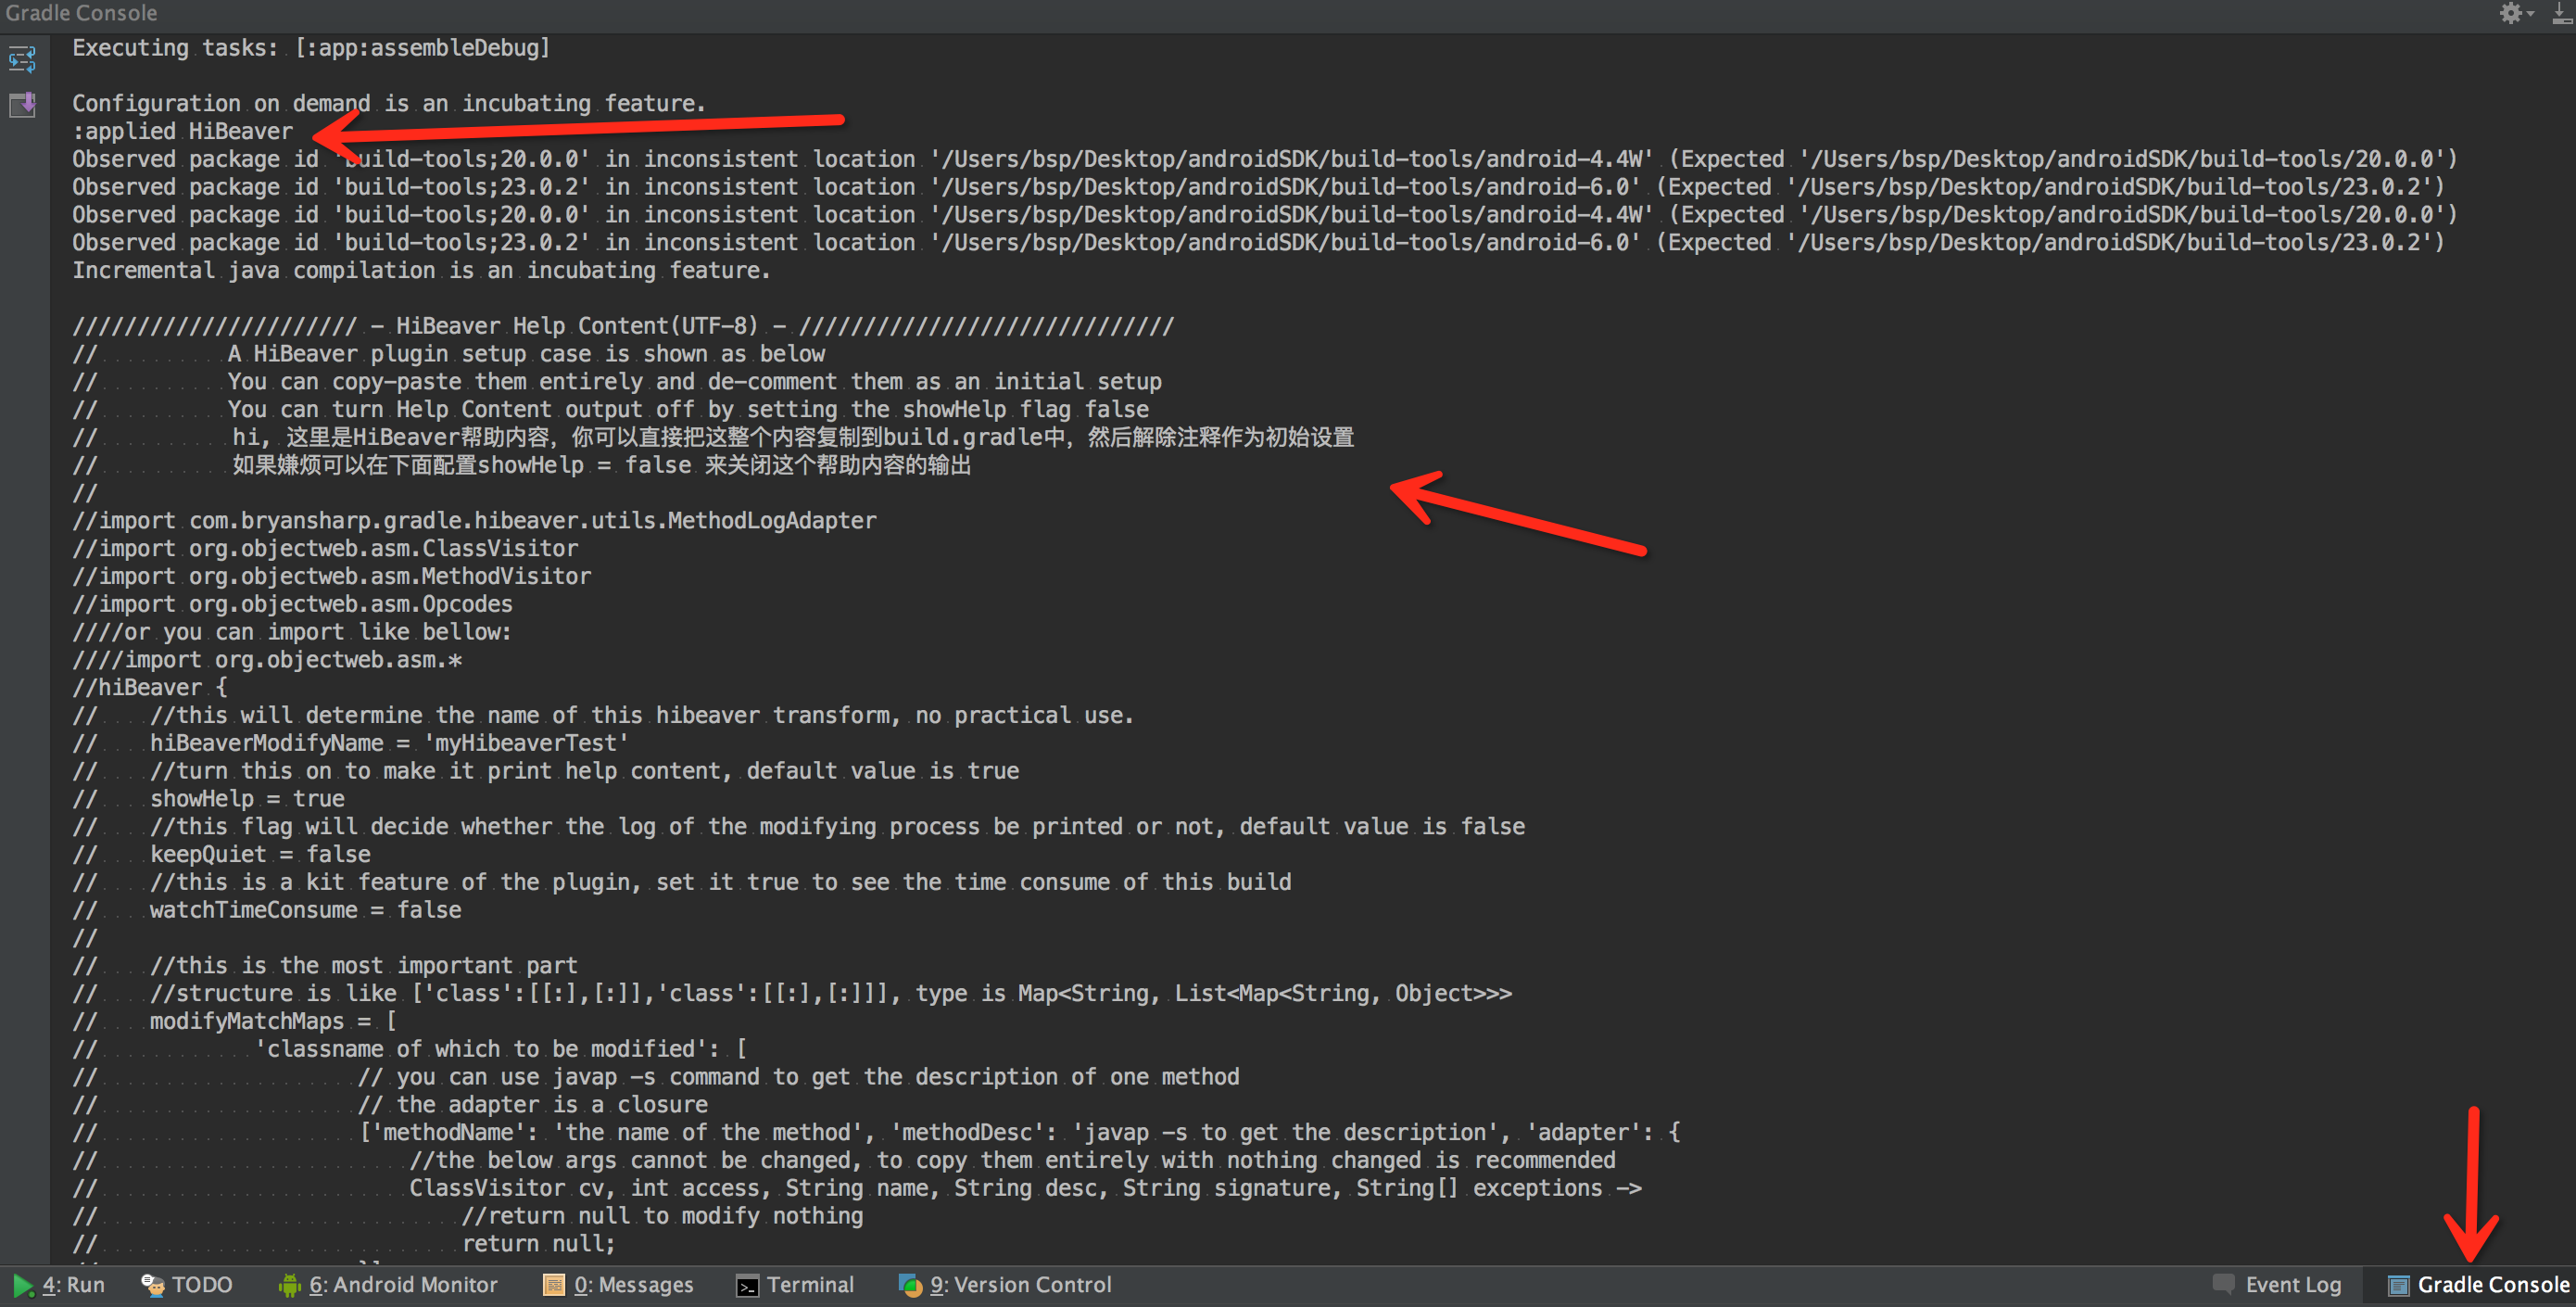 Gradle Console
Executing tasks: [:app:assembleDebug]
Configuration on demand is an incubating feature.
:applied HiBeaver
Observed package id 'build-tools;20.0.0' in inconsistent location '/Users/bsp/Desktop/androidSDK/build-tools/android-4.4W' (Expected '/Users/bsp/Desktop/androidSDK/build-tools/20.0.0')
Observed package id 'build-tools;23.0.2' in inconsistent location '/Users/bsp/Desktop/androidSDK/build-tools/android-6.0' (Expected '/Users/bsp/Desktop/androidSDK/build-tools/23.0.2')
Observed package id 'build-tools;20.0.0' in inconsistent location '/Users/bsp/Desktop/androidSDK/build-tools/android-4.4W' (Expected '/Users/bsp/Desktop/androidSDK/build-tools/20.0.0')
Observed package id 'build-tools;23.0.2' in inconsistent location '/Users/bsp/Desktop/androidSDK/build-tools/android-6.0' (Expected '/Users/bsp/Desktop/androidSDK/build-tools/23.0.2')
Incremental java compilation is an incubating feature.
////////////////////// - HiBeaver Help Content(UTF-8) - /////////////////////////////
//          A HiBeaver plugin setup case is shown as below
//          You can copy-paste them entirely and de-comment them as an initial setup
//          You can turn Help Content output off by setting the showHelp flag false
//          hi, 这里是HiBeaver帮助内容，你可以直接把这整个内容复制到build.gradle中，然后解除注释作为初始设置
//          如果嫌烦可以在下面配置showHelp = false 来关闭这个帮助内容的输出
//
//import com.bryansharp.gradle.hibeaver.utils.MethodLogAdapter
//import org.objectweb.asm.ClassVisitor
//import org.objectweb.asm.MethodVisitor
//import org.objectweb.asm.Opcodes
////or you can import like bellow:
////import org.objectweb.asm.*
//hiBeaver {
//    //this will determine the name of this hibeaver transform, no practical use.
//    hiBeaverModifyName = 'myHibeaverTest'
//    //turn this on to make it print help content, default value is true
//    showHelp = true
//    //this flag will decide whether the log of the modifying process be printed or not, default value is false
//    keepQuiet = false
//    //this is a kit feature of the plugin, set it true to see the time consume of this build
//    watchTimeConsume = false
//
//    //this is the most important part
//    //structure is like ['class':[[:],[:]],'class':[[:],[:]]], type is Map<String, List<Map<String, Object>>>
//    modifyMatchMaps = [
//            'classname of which to be modified': [
//                    // you can use javap -s command to get the description of one method
//                    // the adapter is a closure
//                    ['methodName': 'the name of the method', 'methodDesc': 'javap -s to get the description', 'adapter': {
//                        //the below args cannot be changed, to copy them entirely with nothing changed is recommended
//                        ClassVisitor cv, int access, String name, String desc, String signature, String[] exceptions ->
//                            //return null to modify nothing
//                            return null;
4: Run TODO 6: Android Monitor 0: Messages Terminal 9: Version Control Event Log Gradle Console